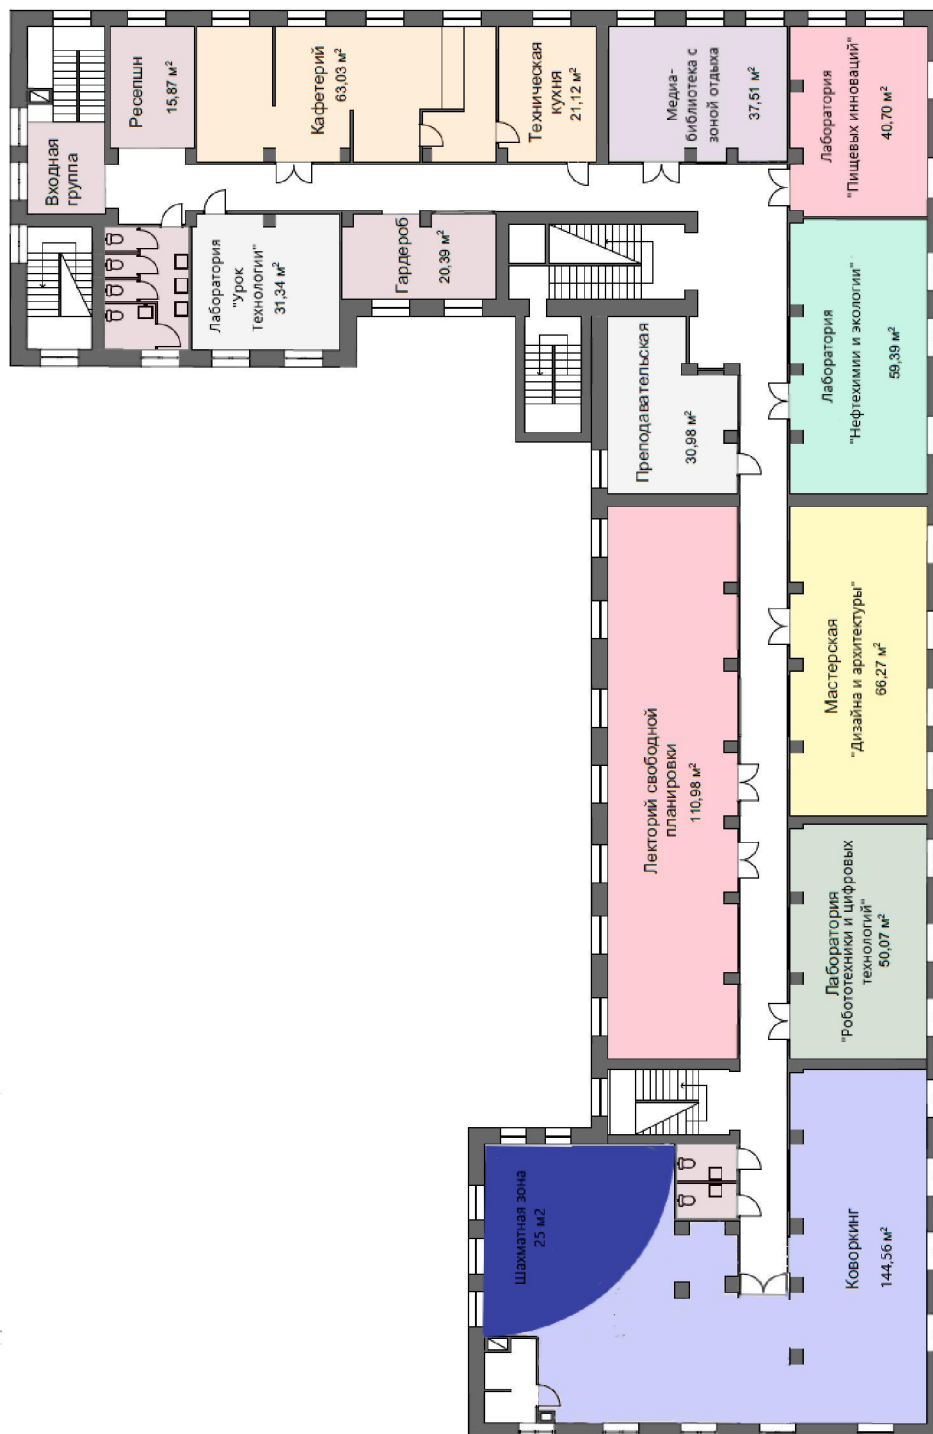 Входная
группа
Ресепшн
15,87 м²
Кафетерий
63,03 м²
Техническая
кухня
21,12 м²
Медиа-
библиотека с
зоной отдыха
37,51 м²
Лаборатория
"Пищевых инноваций"
40,70 м²
Лаборатория
"Урок
Технологии"
31,34 м²
Гардероб
20,39 м²
Преподавательская
30,98 м²
Лаборатория
"Нефтехимии и экологии"
59,39 м²
Лекторий свободной
планировки
110,98 м²
Мастерская
"Дизайна и архитектуры"
66,27 м²
Лаборатория
"Робототехники и цифровых
технологий"
50,07 м²
Шахматная зона
25 м2
Коворкинг
144,56 м²